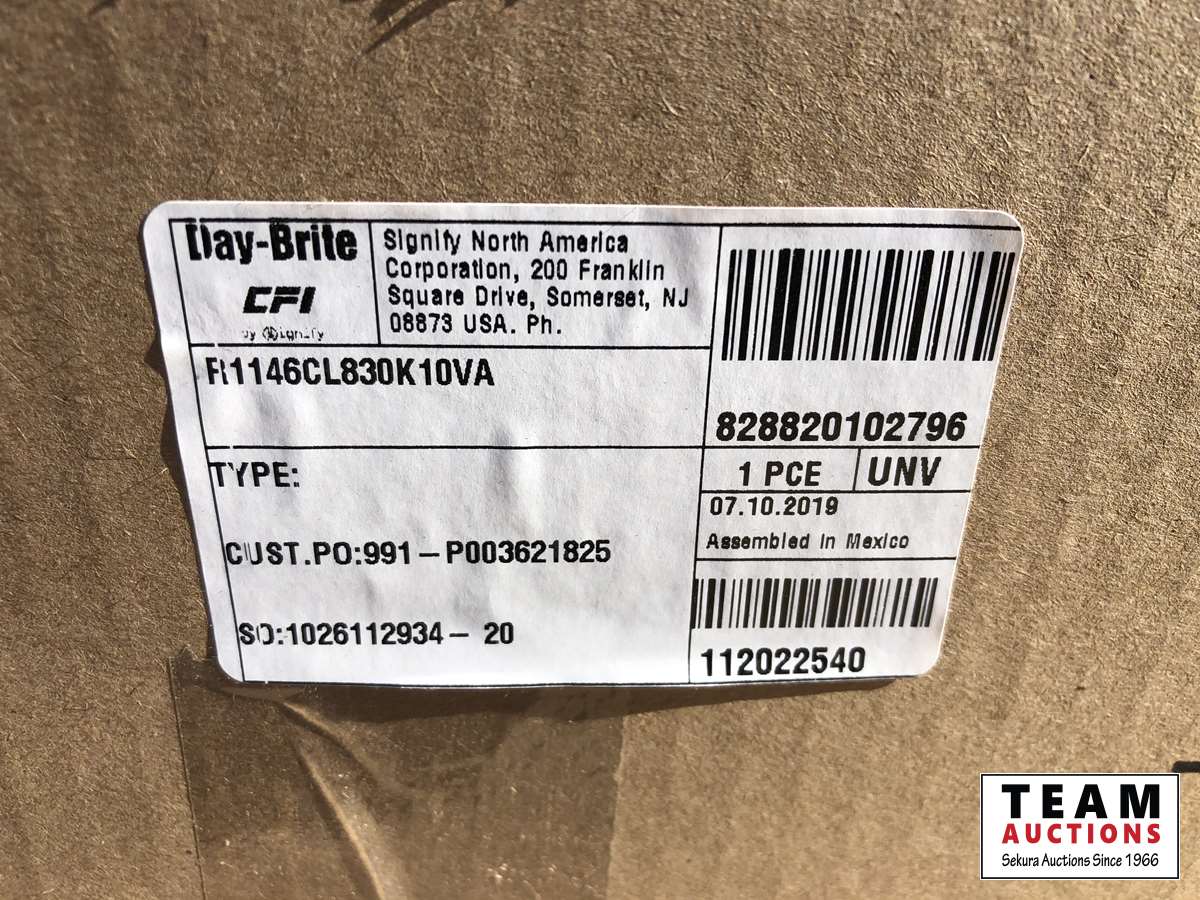 Day-Brite
CFI
by Signify
Signify North America
Corporation, 200 Franklin
Square Drive, Somerset, NJ
08873 USA. Ph.
828820102796
1 PCE UNV
07.10.2019
Assembled in Mexico
112022540
R1146CL830K10VA
TYPE:
CUST.PO:991 – P003621825
SO:1026112934 – 20
TEAM
AUCTIONS
Sekura Auctions Since 1966